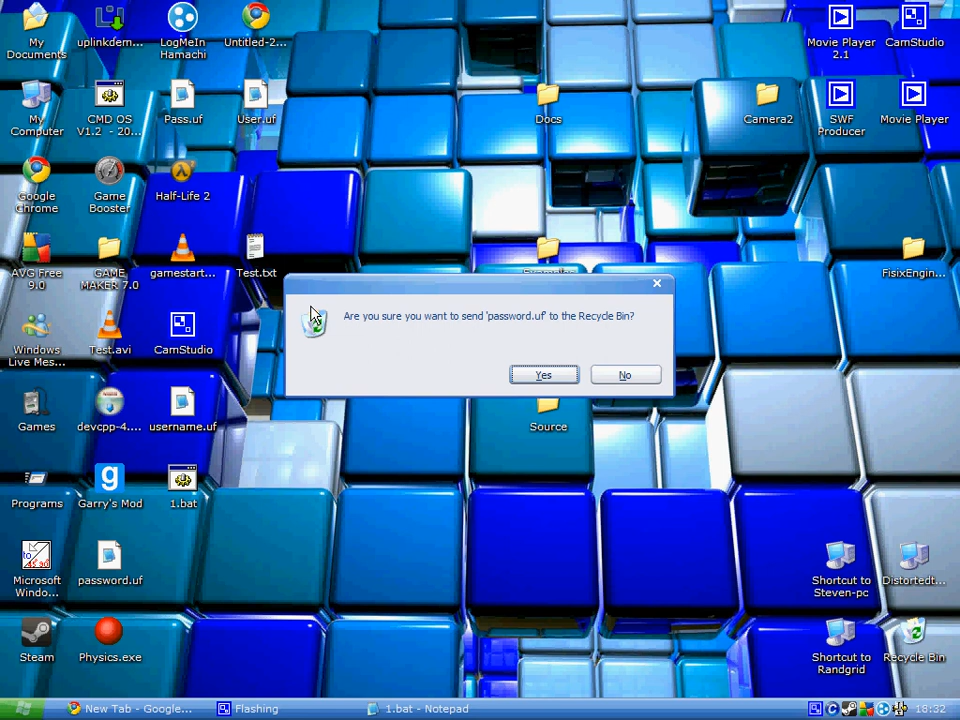 My
Documents
uplinkdem...
LogMeIn
Hamachi
Untitled-2...
Movie Player
2.1
CamStudio
My
Computer
CMD OS
V1.2 - 20...
Pass.uf
User.uf
Docs
Camera2
SWF
Producer
Movie Player
Google
Chrome
Game
Booster
Half-Life 2
AVG Free
9.0
GAME
MAKER 7.0
gamestart...
Test.txt
Examples
FisixEngin...
Are you sure you want to send 'password.uf' to the Recycle Bin?
Yes
No
Windows
Live Mes...
Test.avi
CamStudio
Games
devcpp-4....
username.uf
Source
Programs
Garry's Mod
1.bat
Microsoft
Windo...
password.uf
Shortcut to
Steven-pc
Distortedt...
Steam
Physics.exe
Shortcut to
Randgrid
Recycle Bin
New Tab - Google...
Flashing
1.bat - Notepad
18:32